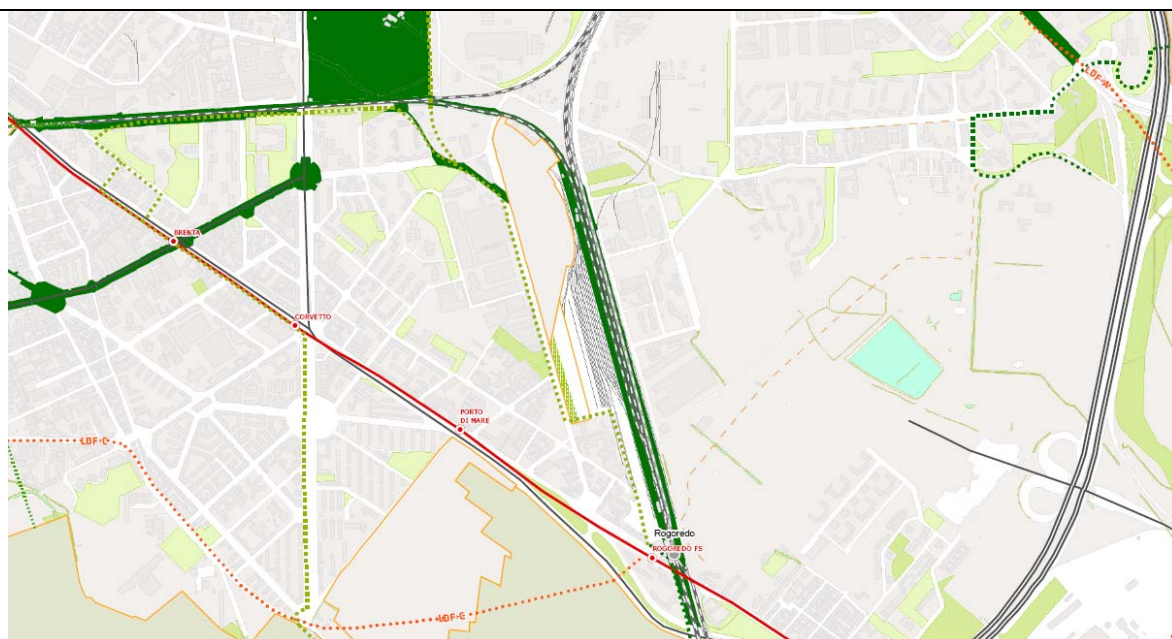 LDF-A
BRENTA
CORVETTO
PORTO
DI MARE
LDF-C
Rogoredo
ROGOREDO FS
LDF-C